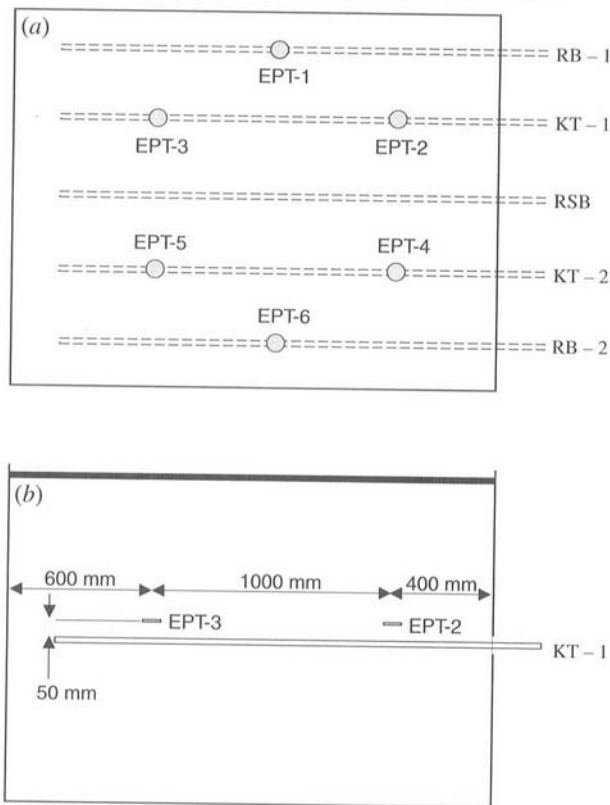 (a)
RB – 1
EPT-1
KT – 1
EPT-3 EPT-2
RSB
EPT-5 EPT-4
KT – 2
EPT-6
RB – 2
(b)
600 mm 1000 mm 400 mm
EPT-3 EPT-2
KT – 1
50 mm